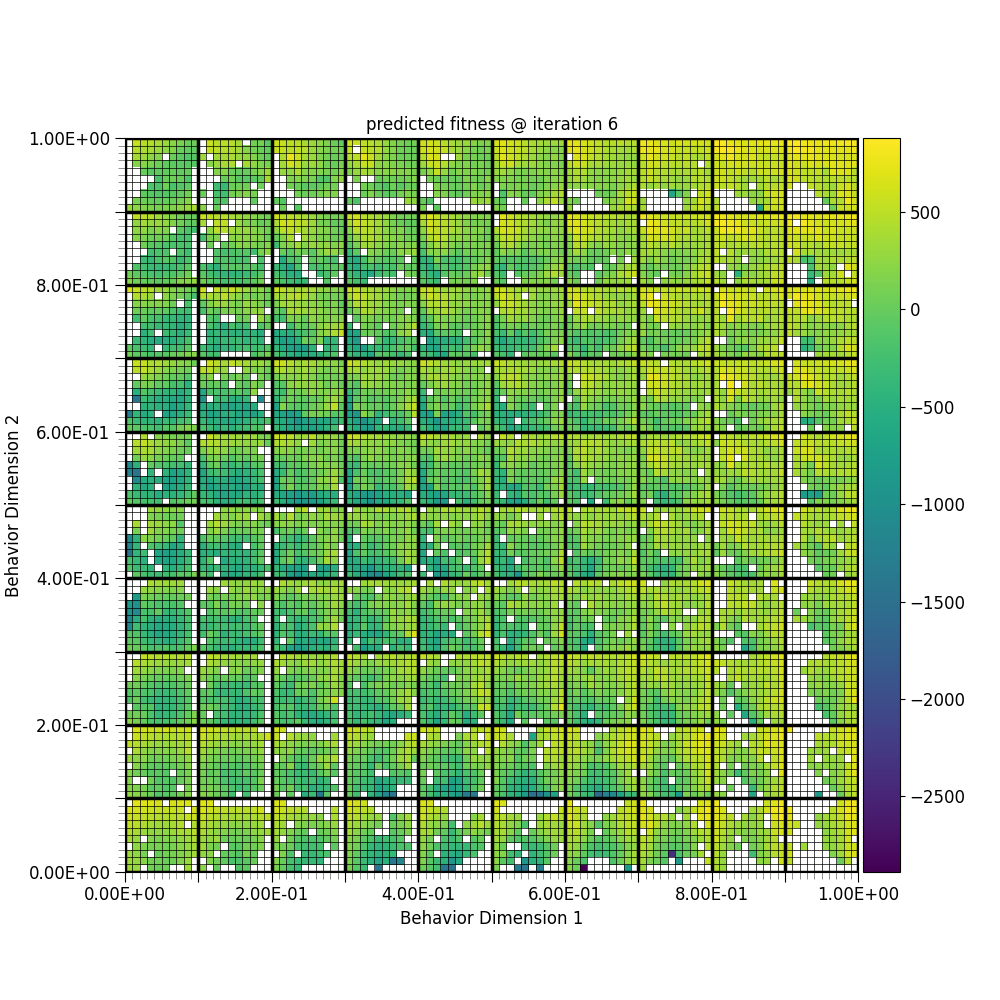 predicted fitness @ iteration 6
1.00E+00
8.00E-01
6.00E-01
4.00E-01
2.00E-01
0.00E+00
Behavior Dimension 2
0.00E+00 2.00E-01 4.00E-01 6.00E-01 8.00E-01 1.00E+00
Behavior Dimension 1
500
0
−500
−1000
−1500
−2000
−2500